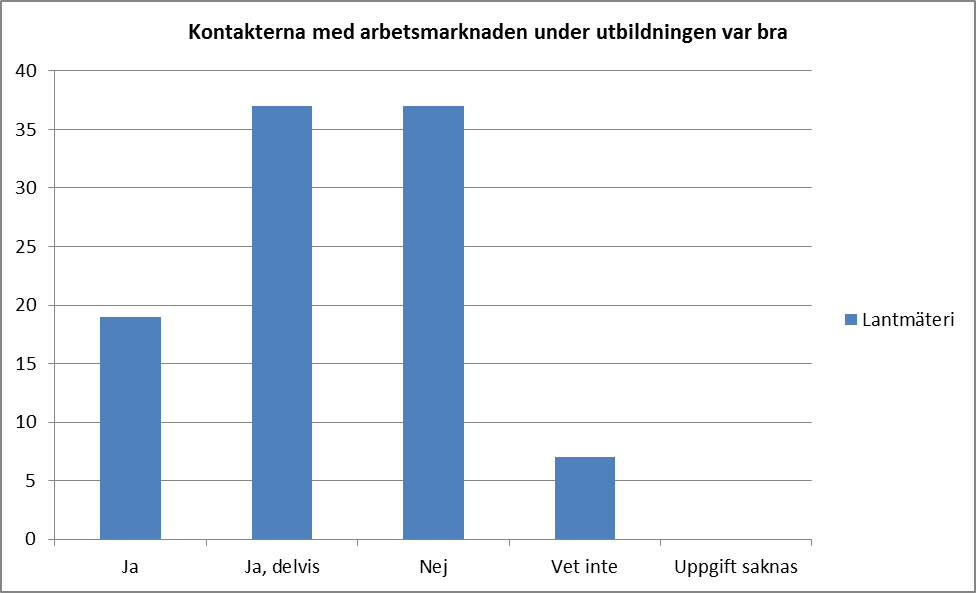 Kontakterna med arbetsmarknaden under utbildningen var bra
40
35
30
25
20
15
10
5
0
Ja
Ja, delvis
Nej
Vet inte
Uppgift saknas
Lantmäteri